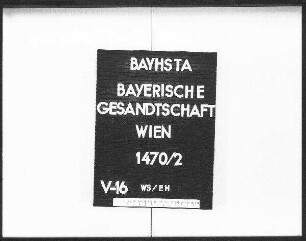 BAYHSTA
BAYERISCHE
GESANDTSCHAFT
WIEN
1470/2
V-16 WS/EH